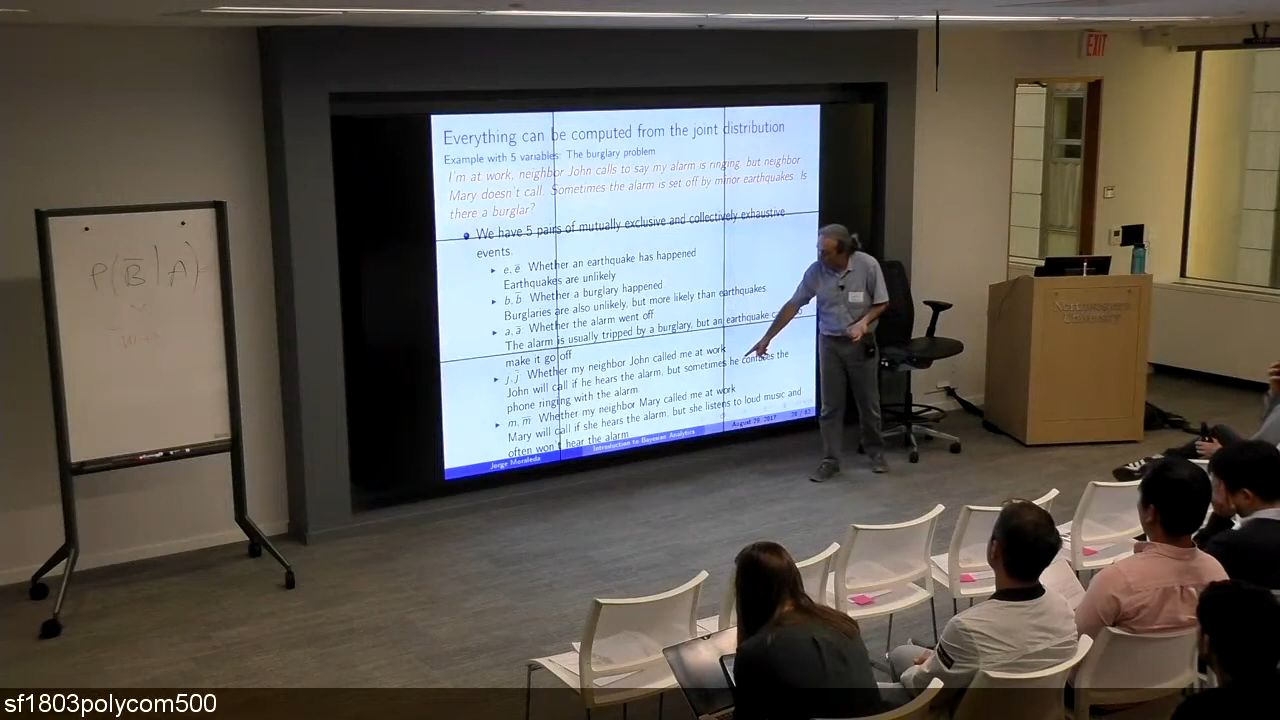 EXIT
Everything can be computed from the joint distribution
Example with 5 variables: The burglary problem
I'm at work, neighbor John calls to say my alarm is ringing, but neighbor
Mary doesn't call. Sometimes the alarm is set off by minor earthquakes. Is
there a burglar?
• We have 5 pairs of mutually exclusive and collectively exhaustive
events.
▸ e, ē Whether an earthquake has happened
Earthquakes are unlikely
▸ b, b̄ Whether a burglary happened
Burglaries are also unlikely, but more likely than earthquakes
▸ a, ā: Whether the alarm went off
The alarm is usually tripped by a burglary, but an earthquake
make it go off
▸ j, j̄ Whether my neighbor John called me at work
John will call if he hears the alarm, but sometimes he confuses the
phone ringing with the alarm
▸ m, m̄ Whether my neighbor Mary called me at work
Mary will call if she hears the alarm, but she listens to loud music and
often won't hear the alarm
Jorge Moraleda Introduction to Bayesian Analytics August 29, 2017
P(B̄|A)=
Northwestern
University
sf1803polycom500